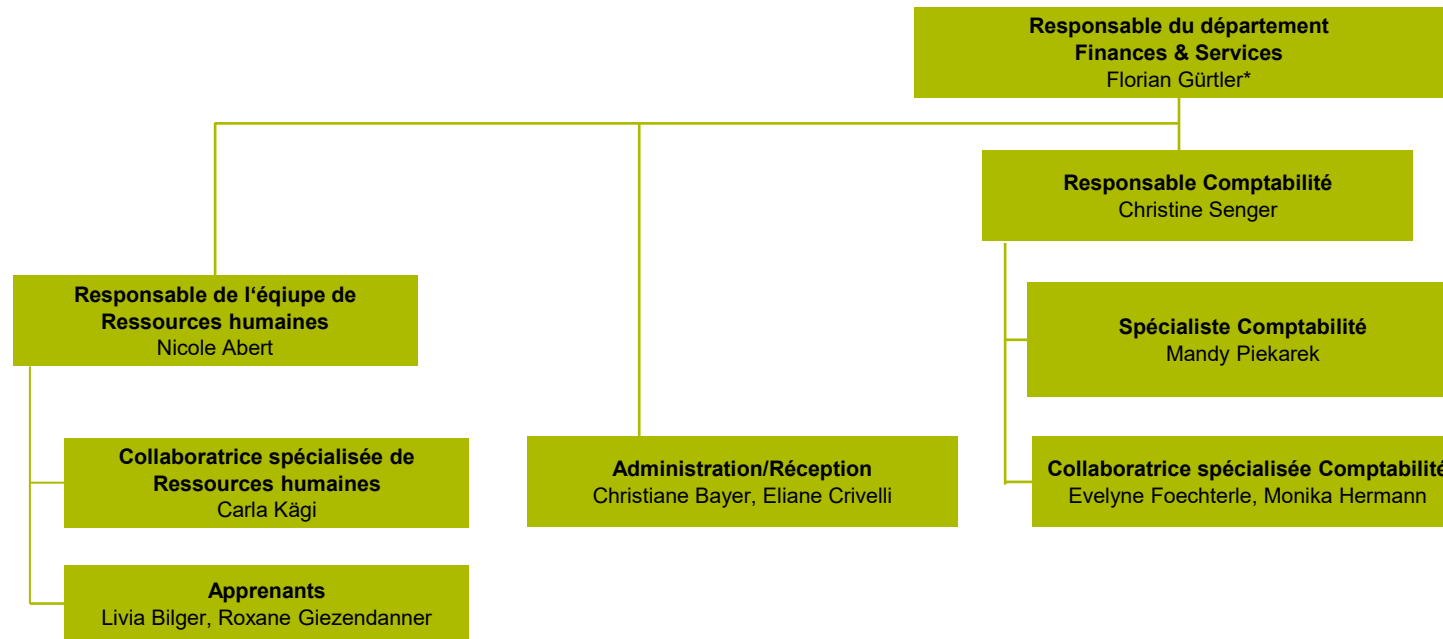 Responsable du département
Finances & Services
Florian Gürtler*
Responsable Comptabilité
Christine Senger
Responsable de l‘éqiupe de
Ressources humaines
Nicole Abert
Spécialiste Comptabilité
Mandy Piekarek
Collaboratrice spécialisée de
Ressources humaines
Carla Kägi
Administration/Réception
Christiane Bayer, Eliane Crivelli
Collaboratrice spécialisée Comptabilité
Evelyne Foechterle, Monika Hermann
Apprenants
Livia Bilger, Roxane Giezendanner